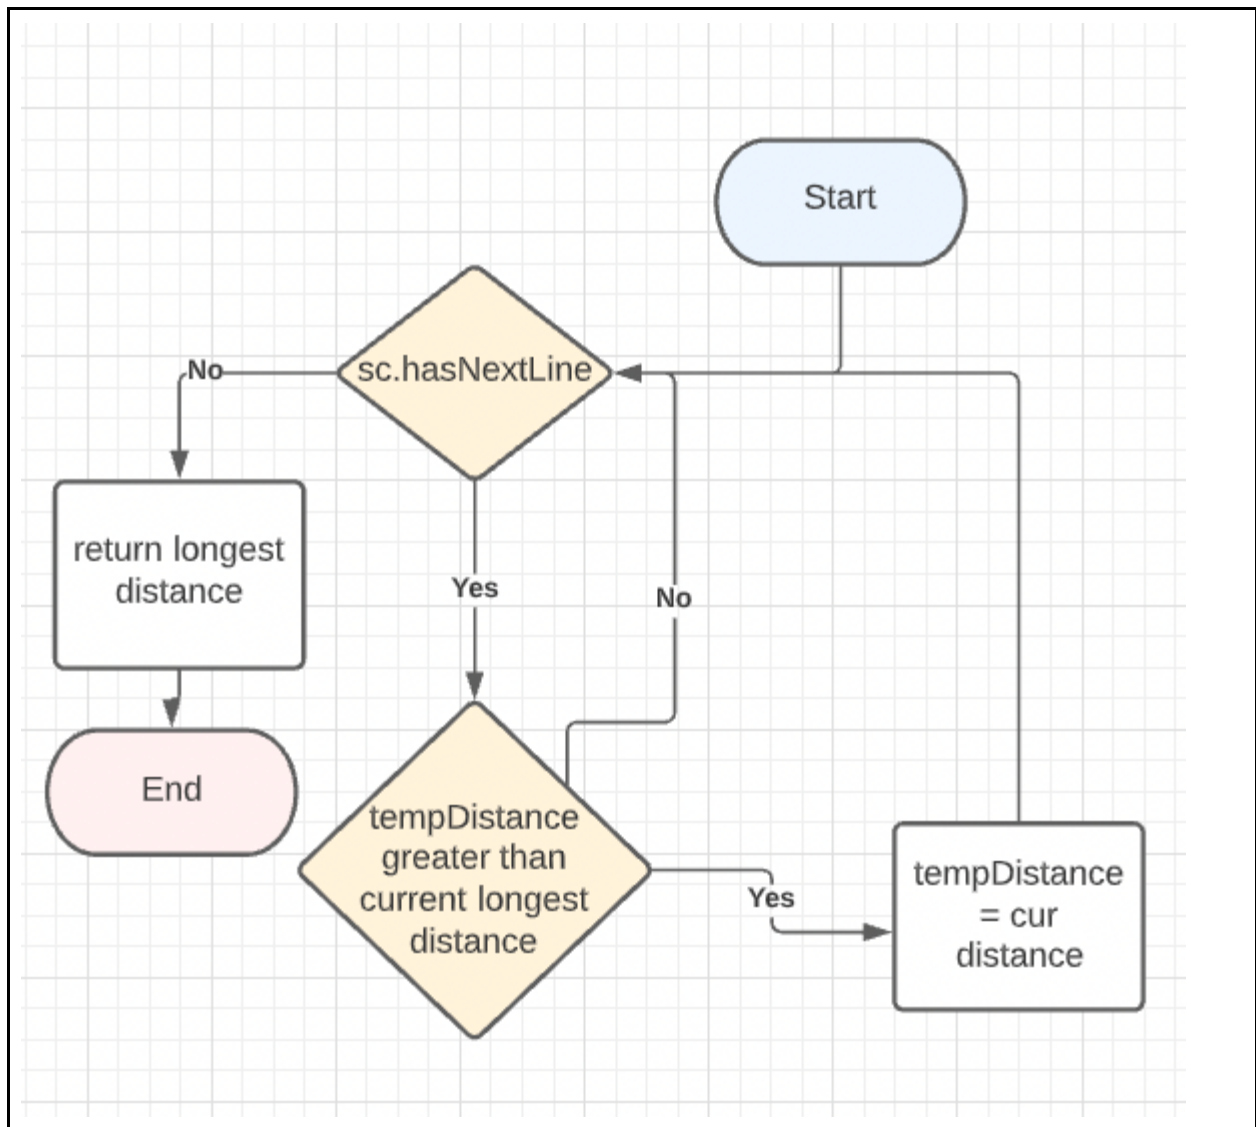 Start
sc.hasNextLine
No
return longest
distance
Yes
No
End
tempDistance
greater than
current longest
distance
Yes
tempDistance
= cur
distance